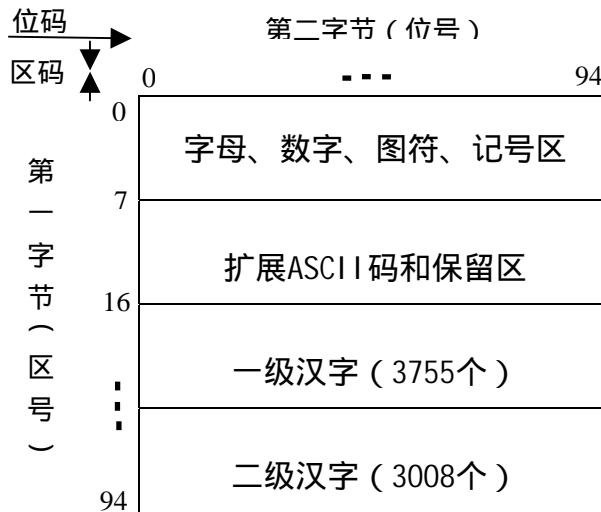 位码
第二字节（位号）
区码
0 --- 94
0
字母、数字、图符、记号区
7
扩展ASCII码和保留区
16
一级汉字（3755个）
二级汉字（3008个）
94
第一字节（区号）